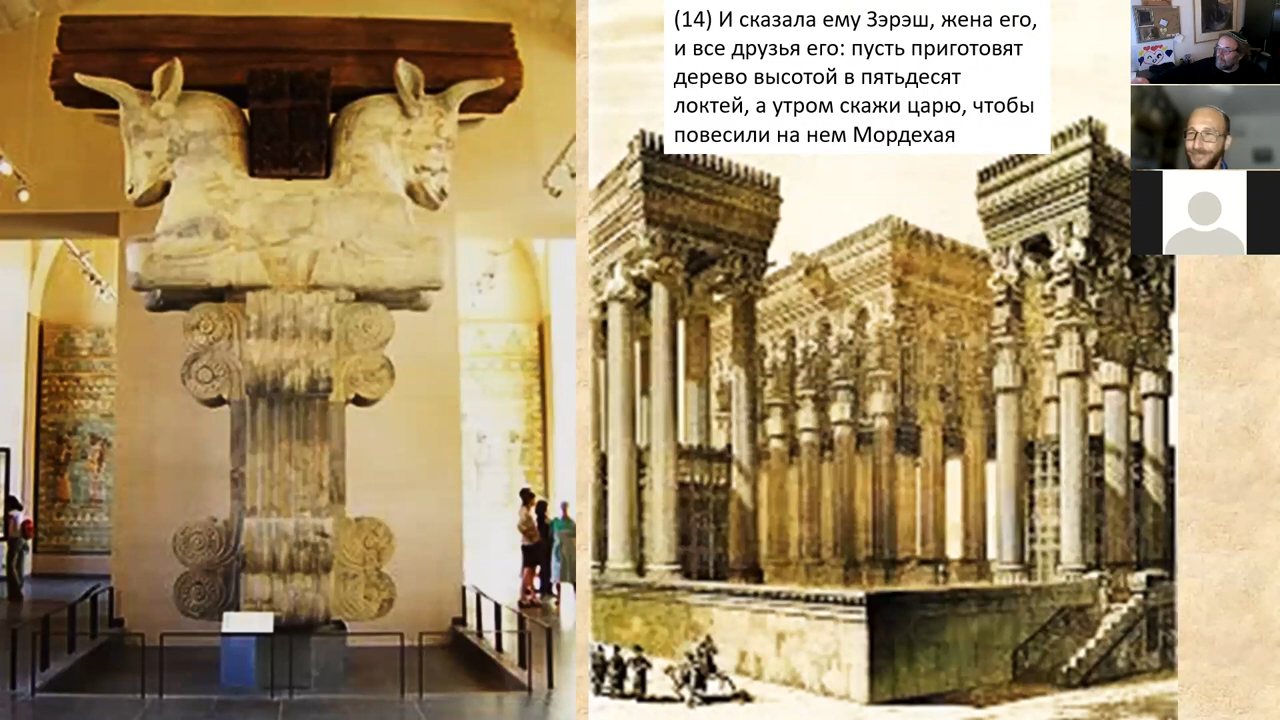 (14) И сказала ему Зэрэш, жена его,
и все друзья его: пусть приготовят
дерево высотой в пятьдесят
локтей, а утром скажи царю, чтобы
повесили на нем Мордехая